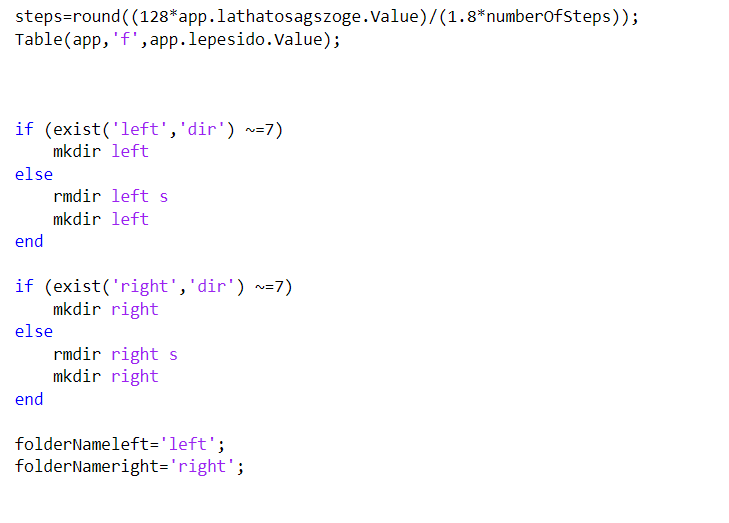 steps=round((128*app.lathatosagszoge.Value)/(1.8*numberOfSteps));
Table(app,'f',app.lepesido.Value);
if (exist('left','dir') ~=7)
mkdir left
else
rmdir left s
mkdir left
end
if (exist('right','dir') ~=7)
mkdir right
else
rmdir right s
mkdir right
end
folderNameleft='left';
folderNameright='right';